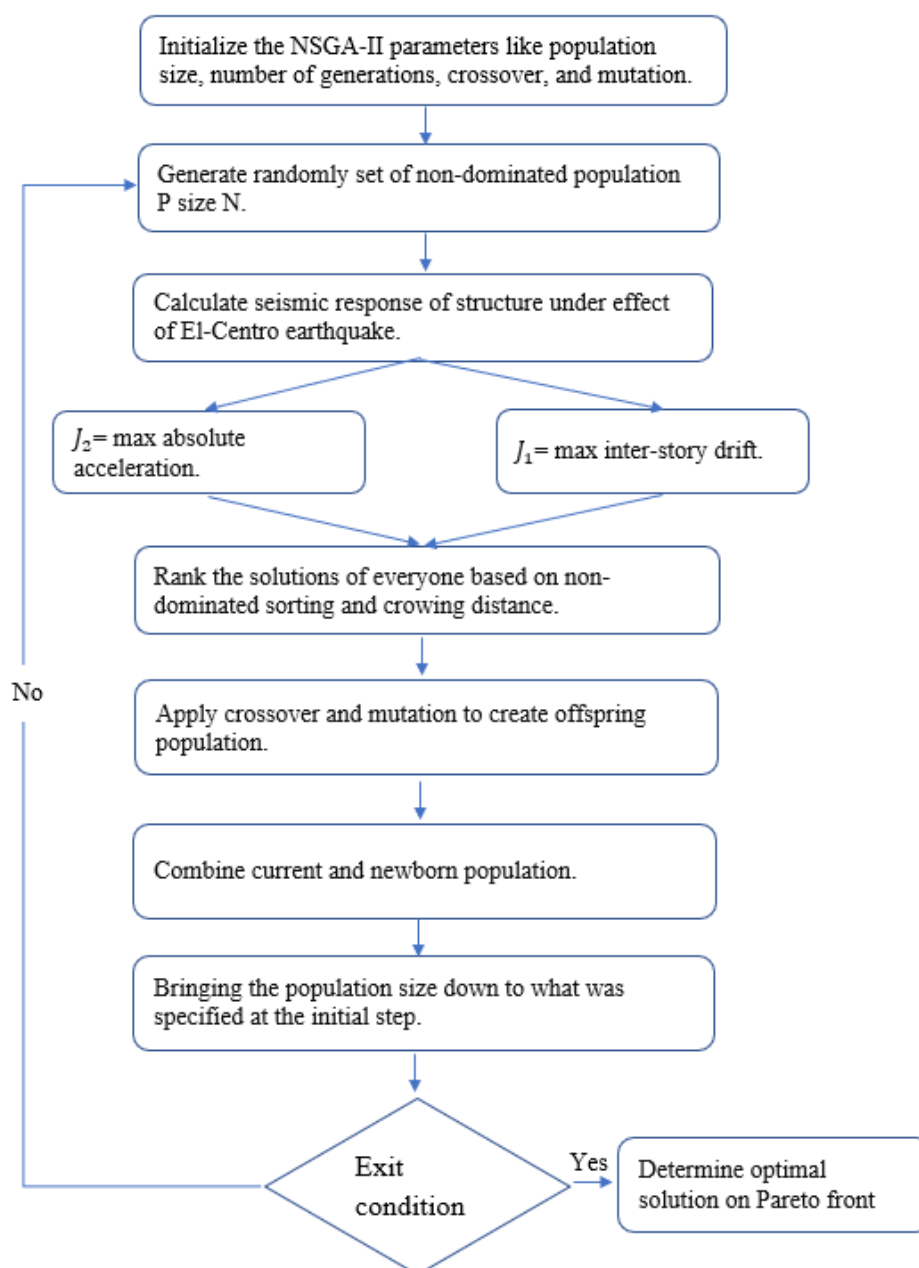 Initialize the NSGA-II parameters like population
size, number of generations, crossover, and mutation.
Generate randomly set of non-dominated population
P size N.
Calculate seismic response of structure under effect
of El-Centro earthquake.
J₂= max absolute
acceleration.
J₁= max inter-story drift.
Rank the solutions of everyone based on non-
dominated sorting and crowing distance.
No
Apply crossover and mutation to create offspring
population.
Combine current and newborn population.
Bringing the population size down to what was
specified at the initial step.
Exit
condition
Yes
Determine optimal
solution on Pareto front